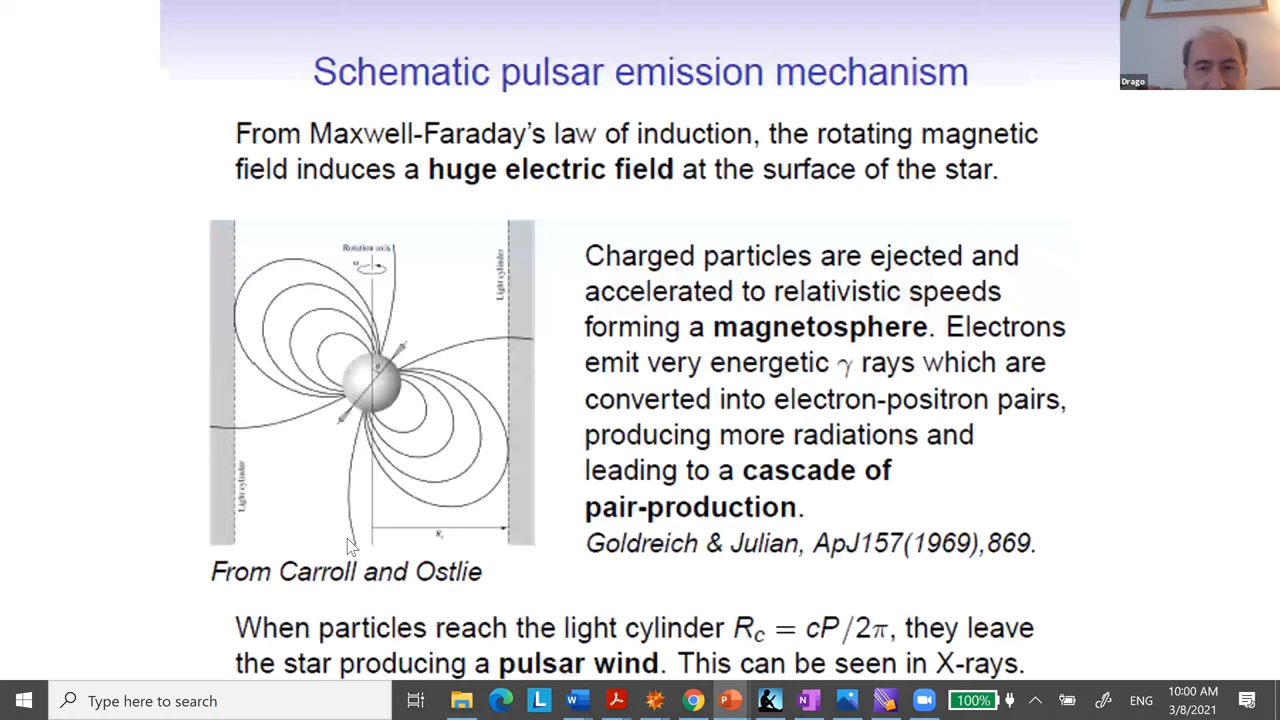 Schematic pulsar emission mechanism
Drago
From Maxwell-Faraday's law of induction, the rotating magnetic
field induces a huge electric field at the surface of the star.
Rotation axis
ω
Light cylinder
Light cylinder
Rc
Charged particles are ejected and
accelerated to relativistic speeds
forming a magnetosphere. Electrons
emit very energetic γ rays which are
converted into electron-positron pairs,
producing more radiations and
leading to a cascade of
pair-production.
Goldreich & Julian, ApJ157(1969),869.
From Carroll and Ostlie
When particles reach the light cylinder Rc = cP/2π, they leave
the star producing a pulsar wind. This can be seen in X-rays.
Type here to search
100%
ENG
10:00 AM
3/8/2021